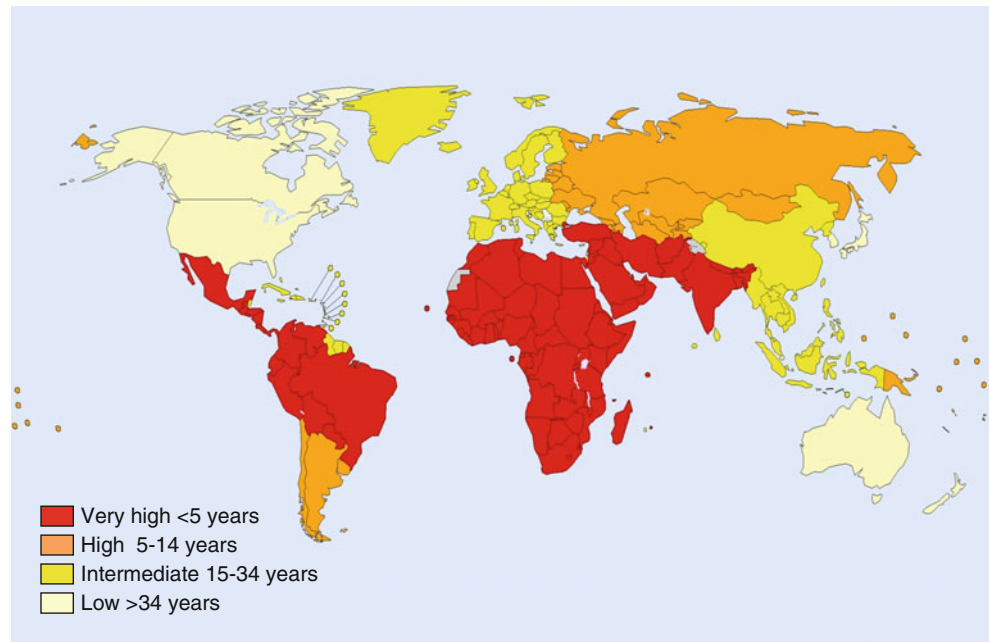 Very high <5 years
High 5-14 years
Intermediate 15-34 years
Low >34 years